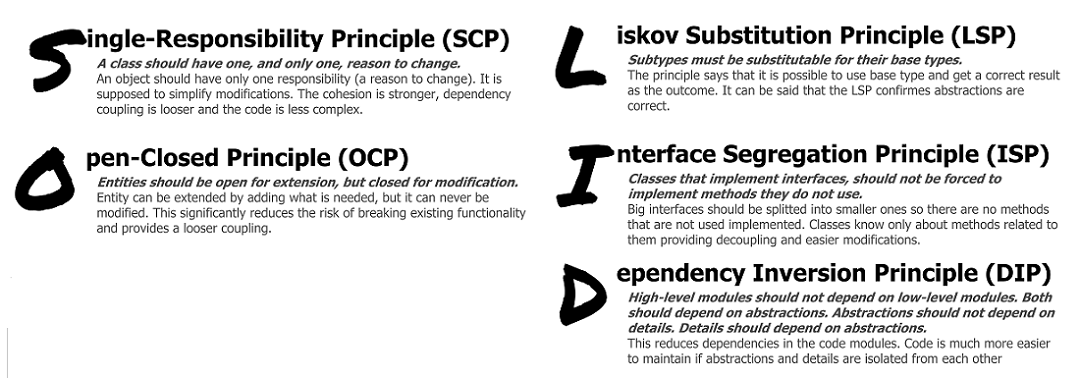 Single-Responsibility Principle (SCP)
A class should have one, and only one, reason to change.
An object should have only one responsibility (a reason to change). It is
supposed to simplify modifications. The cohesion is stronger, dependency
coupling is looser and the code is less complex.
Open-Closed Principle (OCP)
Entities should be open for extension, but closed for modification.
Entity can be extended by adding what is needed, but it can never be
modified. This significantly reduces the risk of breaking existing functionality
and provides a looser coupling.
Liskov Substitution Principle (LSP)
Subtypes must be substitutable for their base types.
The principle says that it is possible to use base type and get a correct result
as the outcome. It can be said that the LSP confirmes abstractions are
correct.
Interface Segregation Principle (ISP)
Classes that implement interfaces, should not be forced to
implement methods they do not use.
Big interfaces should be splitted into smaller ones so there are no methods
that are not used implemented. Classes know only about methods related to
them providing decoupling and easier modifications.
Dependency Inversion Principle (DIP)
High-level modules should not depend on low-level modules. Both
should depend on abstractions. Abstractions should not depend on
details. Details should depend on abstractions.
This reduces dependencies in the code modules. Code is much more easier
to maintain if abstractions and details are isolated from each other